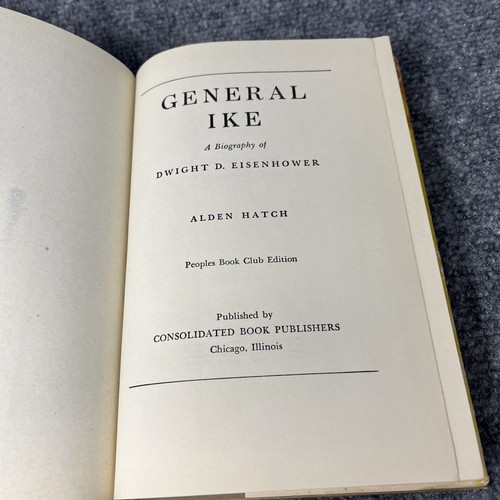 GENERAL
IKE
A Biography of
DWIGHT D. EISENHOWER
ALDEN HATCH
Peoples Book Club Edition
Published by
CONSOLIDATED BOOK PUBLISHERS
Chicago, Illinois